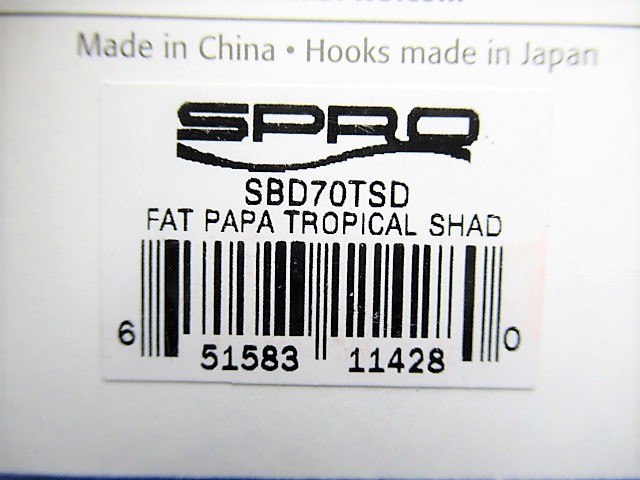 Made in China • Hooks made in Japan
SPRO
SBD70TSD
FAT PAPA TROPICAL SHAD
6 51583 11428 0